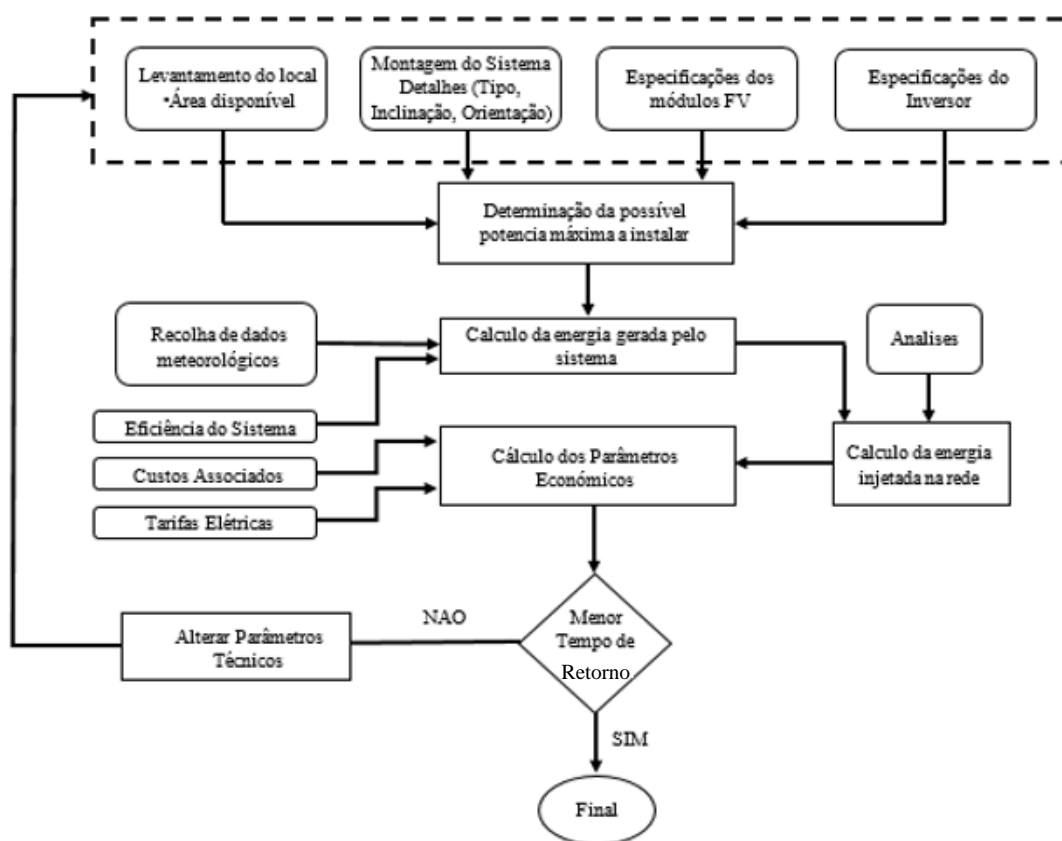 Levantamento do local
•Área disponível
Montagem do Sistema
Detalhes (Tipo,
Inclinação, Orientação)
Especificações dos
módulos FV
Especificações do
Inversor
Determinação da possível
potencia máxima a instalar
Recolha de dados
meteorológicos
Calculo da energia gerada pelo
sistema
Analises
Eficiência do Sistema
Custos Associados
Tarifas Elétricas
Cálculo dos Parâmetros
Económicos
Calculo da energia
injetada na rede
Alterar Parâmetros
Técnicos
NAO
Menor
Tempo de
Retorno
SIM
Final